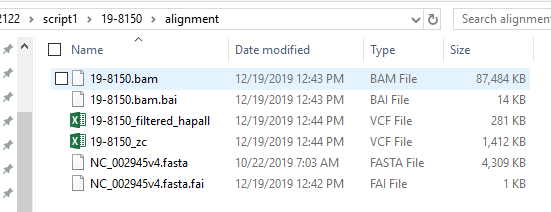 2122 › script1 › 19-8150 › alignment Search alignment
Name Date modified Type Size
19-8150.bam 12/19/2019 12:43 PM BAM File 87,484 KB
19-8150.bam.bai 12/19/2019 12:43 PM BAI File 14 KB
19-8150_filtered_hapall 12/19/2019 12:44 PM VCF File 281 KB
19-8150_zc 12/19/2019 12:44 PM VCF File 1,412 KB
NC_002945v4.fasta 10/22/2019 7:03 AM FASTA File 4,309 KB
NC_002945v4.fasta.fai 12/19/2019 12:42 PM FAI File 1 KB